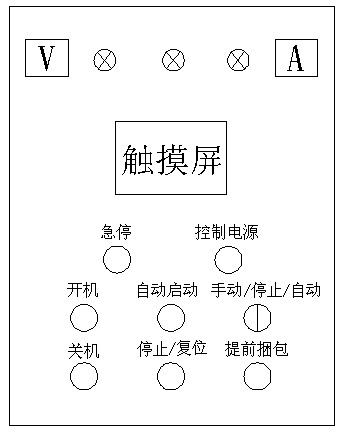 V A
触摸屏
急停 控制电源
开机 自动启动 手动/停止/自动
关机 停止/复位 提前捆包